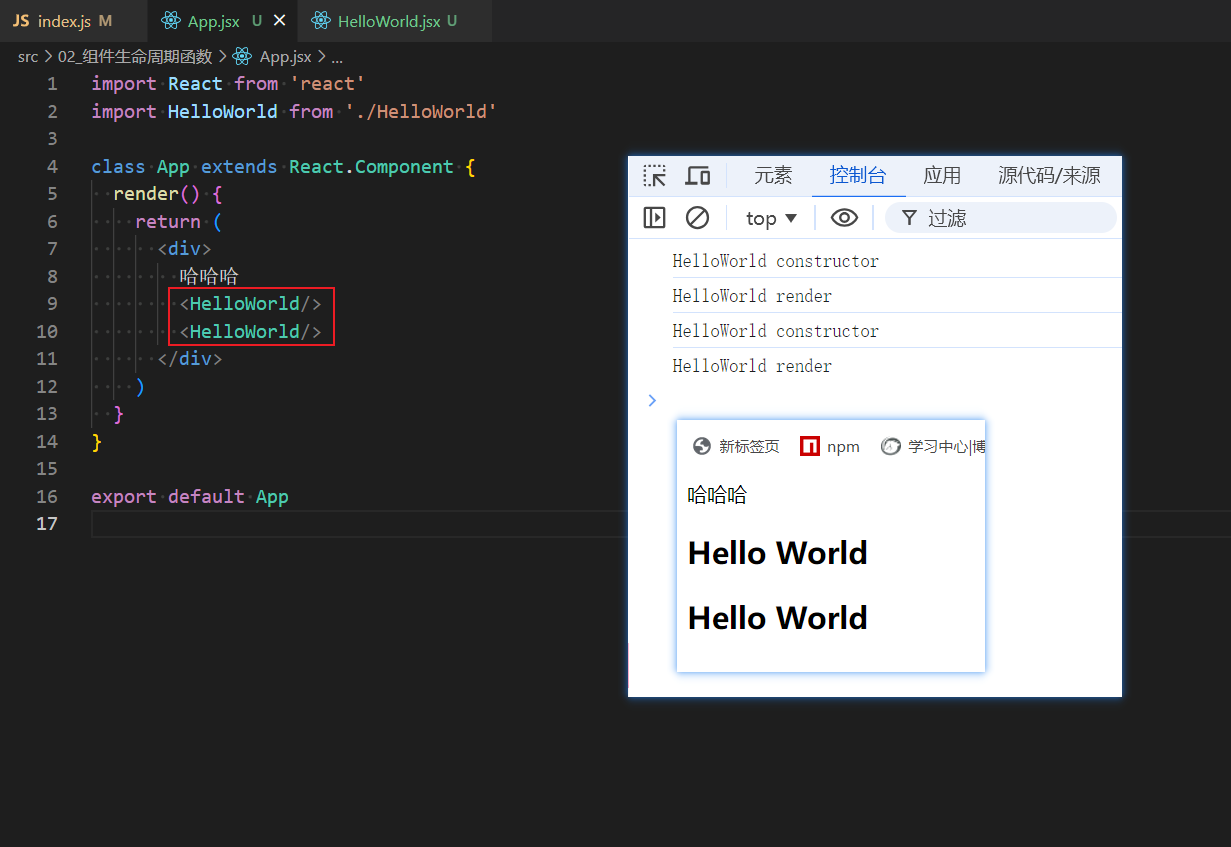 JS index.js M App.jsx U × HelloWorld.jsx U
src > 02_组件生命周期函数 > App.jsx > ...
1 import React from 'react'
2 import HelloWorld from './HelloWorld'
3
4 class App extends React.Component {
5 render() {
6 return (
7 <div>
8 哈哈哈
9 <HelloWorld/>
10 <HelloWorld/>
11 </div>
12 )
13 }
14 }
15
16 export default App
17
元素 控制台 应用 源代码/来源
top ▼ 过滤
HelloWorld constructor
HelloWorld render
HelloWorld constructor
HelloWorld render
>
新标签页 npm 学习中心|博
哈哈哈
Hello World
Hello World